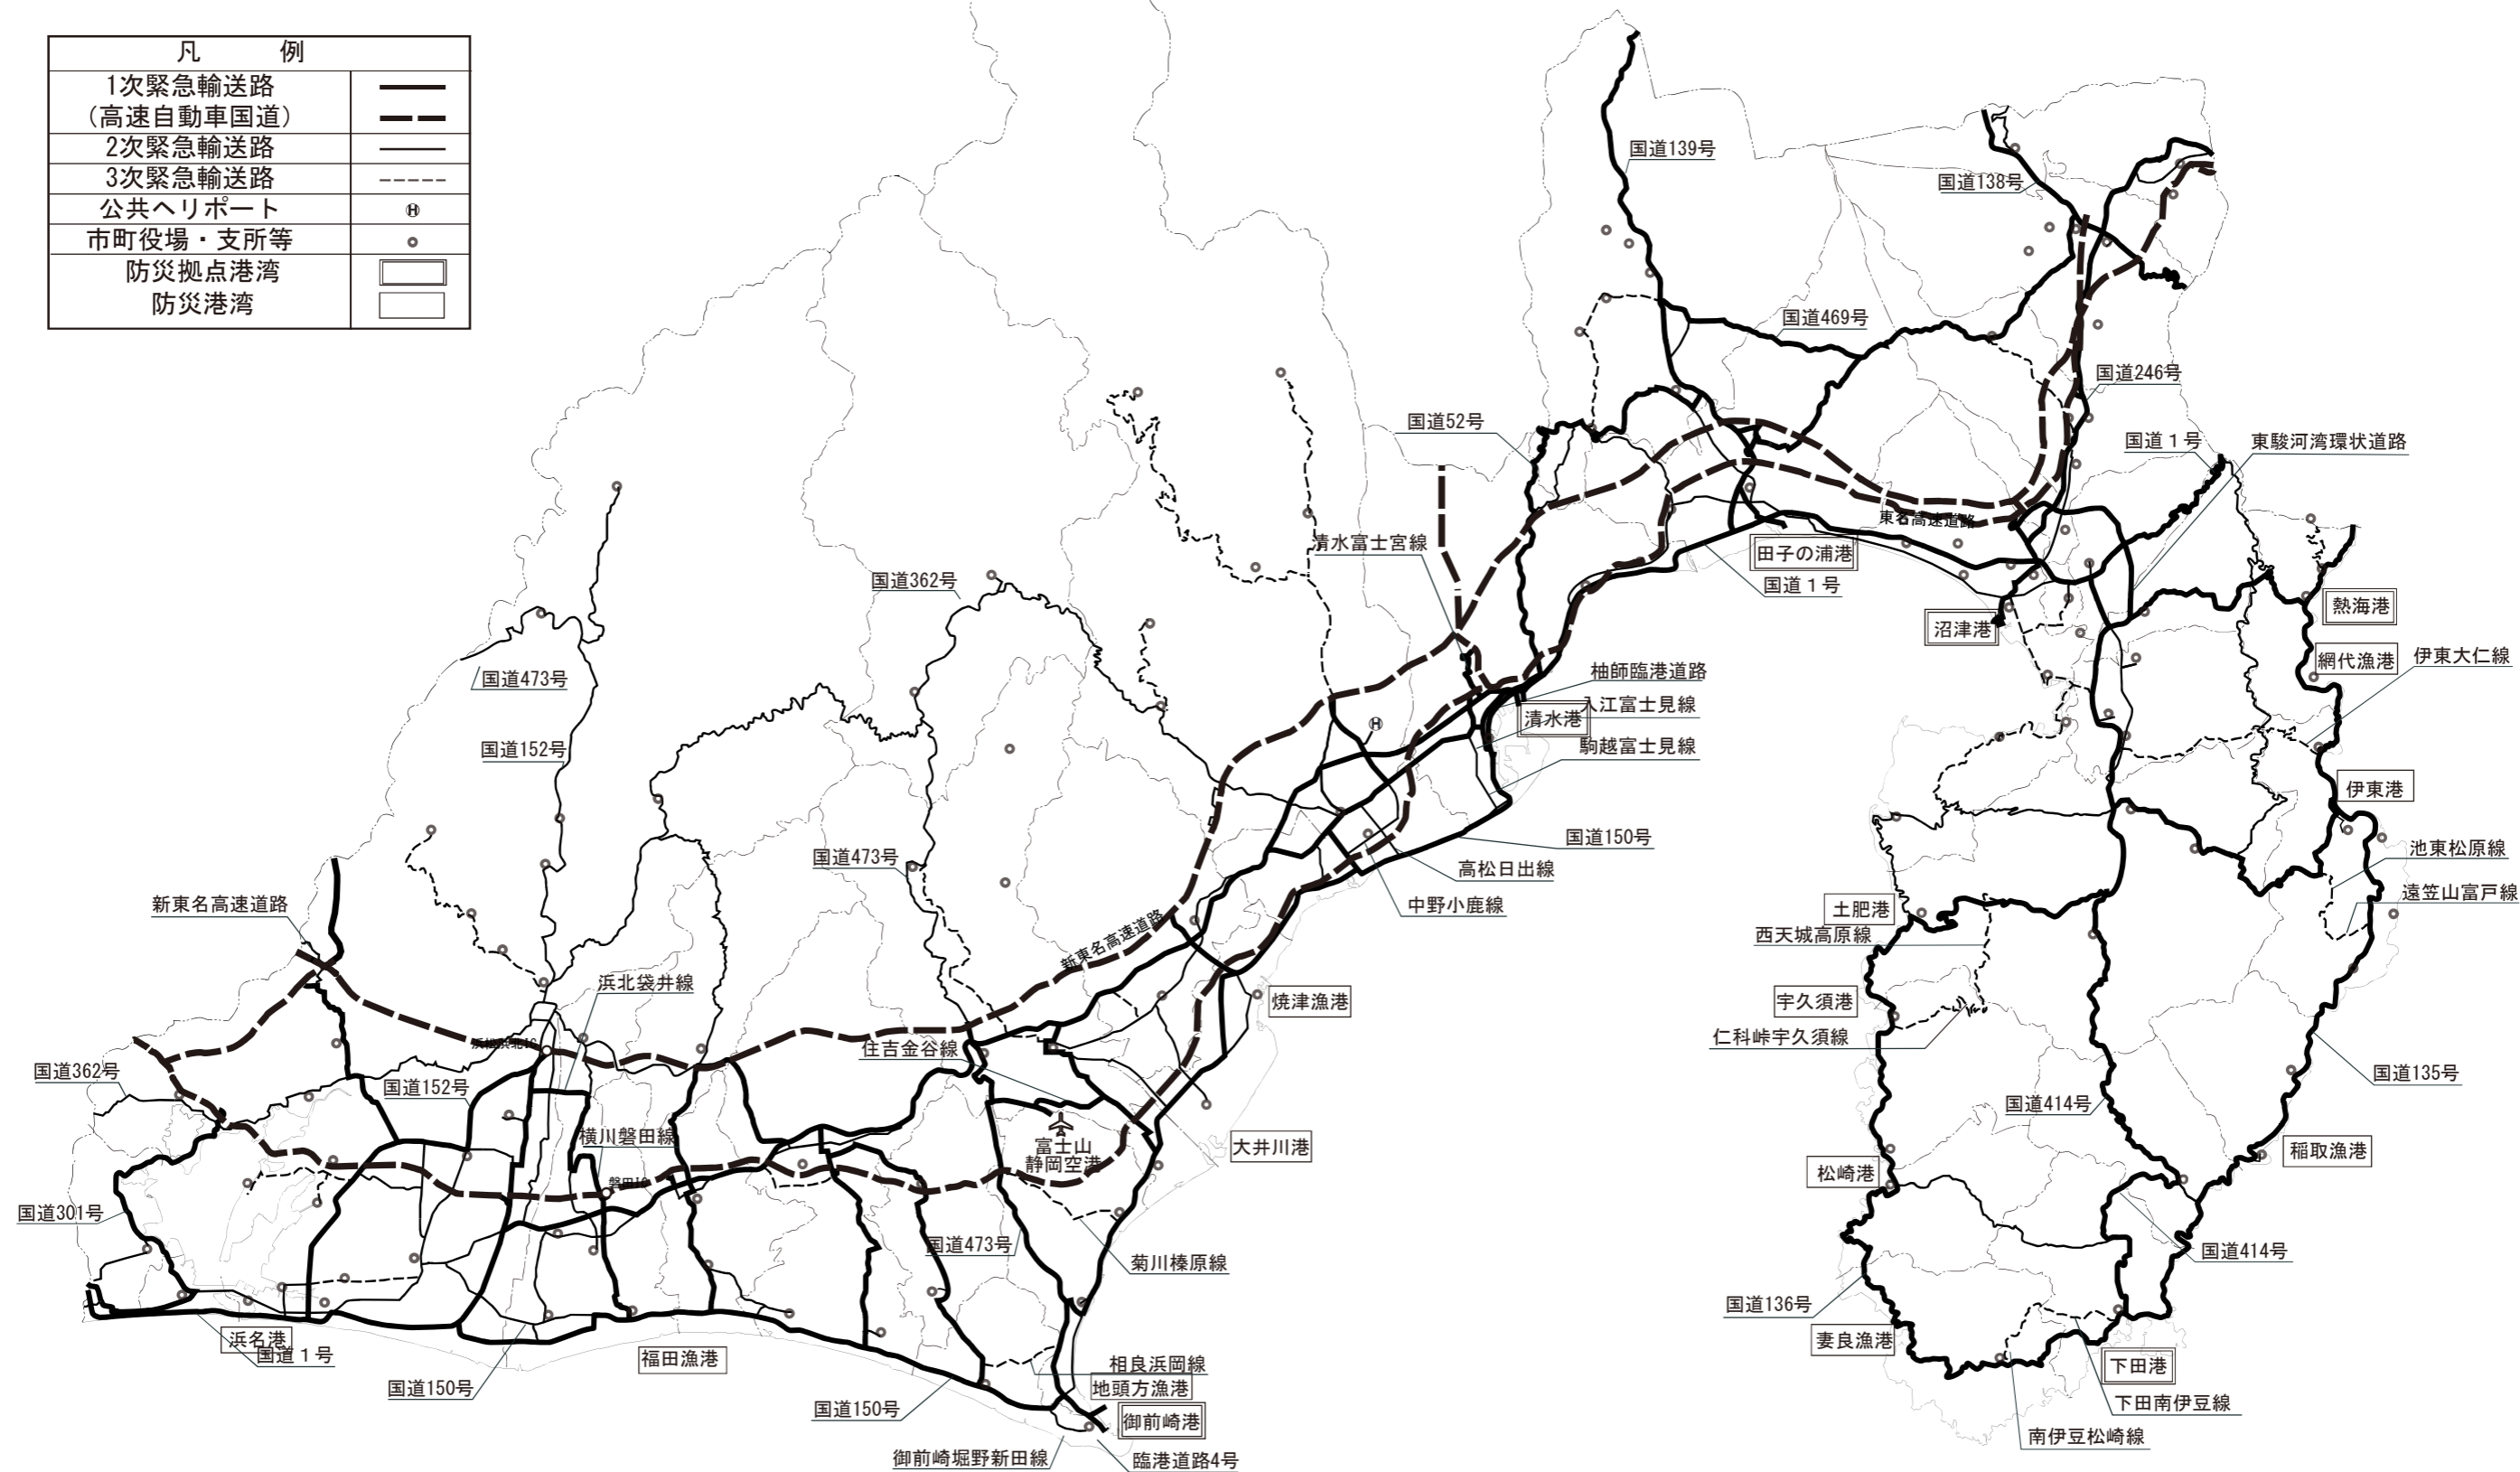 凡 例
1次緊急輸送路
(高速自動車国道)
2次緊急輸送路
3次緊急輸送路
公共ヘリポート
H
市町役場・支所等
防災拠点港湾
防災港湾
国道139号
国道138号
国道469号
国道246号
国道52号
国道１号
東駿河湾環状道路
東名高速道路
清水富士宮線
田子の浦港
国道１号
国道362号
熱海港
沼津港
網代漁港
伊東大仁線
国道473号
柚師臨港道路
入江富士見線
清水港
H
駒越富士見線
国道152号
伊東港
国道150号
池東松原線
国道473号
高松日出線
遠笠山富戸線
新東名高速道路
中野小鹿線
土肥港
西天城高原線
新東名高速道路
浜北袋井線
焼津漁港
宇久須港
仁科峠宇久須線
浜松浜北IC
住吉金谷線
国道362号
国道152号
国道135号
国道414号
横川磐田線
富士山
静岡空港
大井川港
稲取漁港
松崎港
磐田IC
国道301号
国道473号
菊川榛原線
国道414号
国道136号
浜名港
国道１号
福田漁港
妻良漁港
下田港
相良浜岡線
地頭方漁港
国道150号
国道150号
御前崎港
下田南伊豆線
南伊豆松崎線
御前崎堀野新田線
臨港道路4号